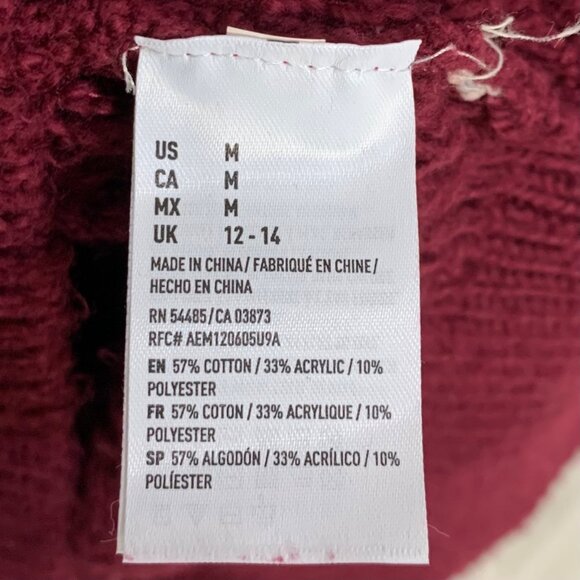 US M
CA M
MX M
UK 12 - 14
MADE IN CHINA / FABRIQUÉ EN CHINE /
HECHO EN CHINA
RN 54485 / CA 03873
RFC# AEM120605U9A
EN 57% COTTON / 33% ACRYLIC / 10%
POLYESTER
FR 57% COTON / 33% ACRYLIQUE / 10%
POLYESTER
SP 57% ALGODÓN / 33% ACRÍLICO / 10%
POLÍESTER